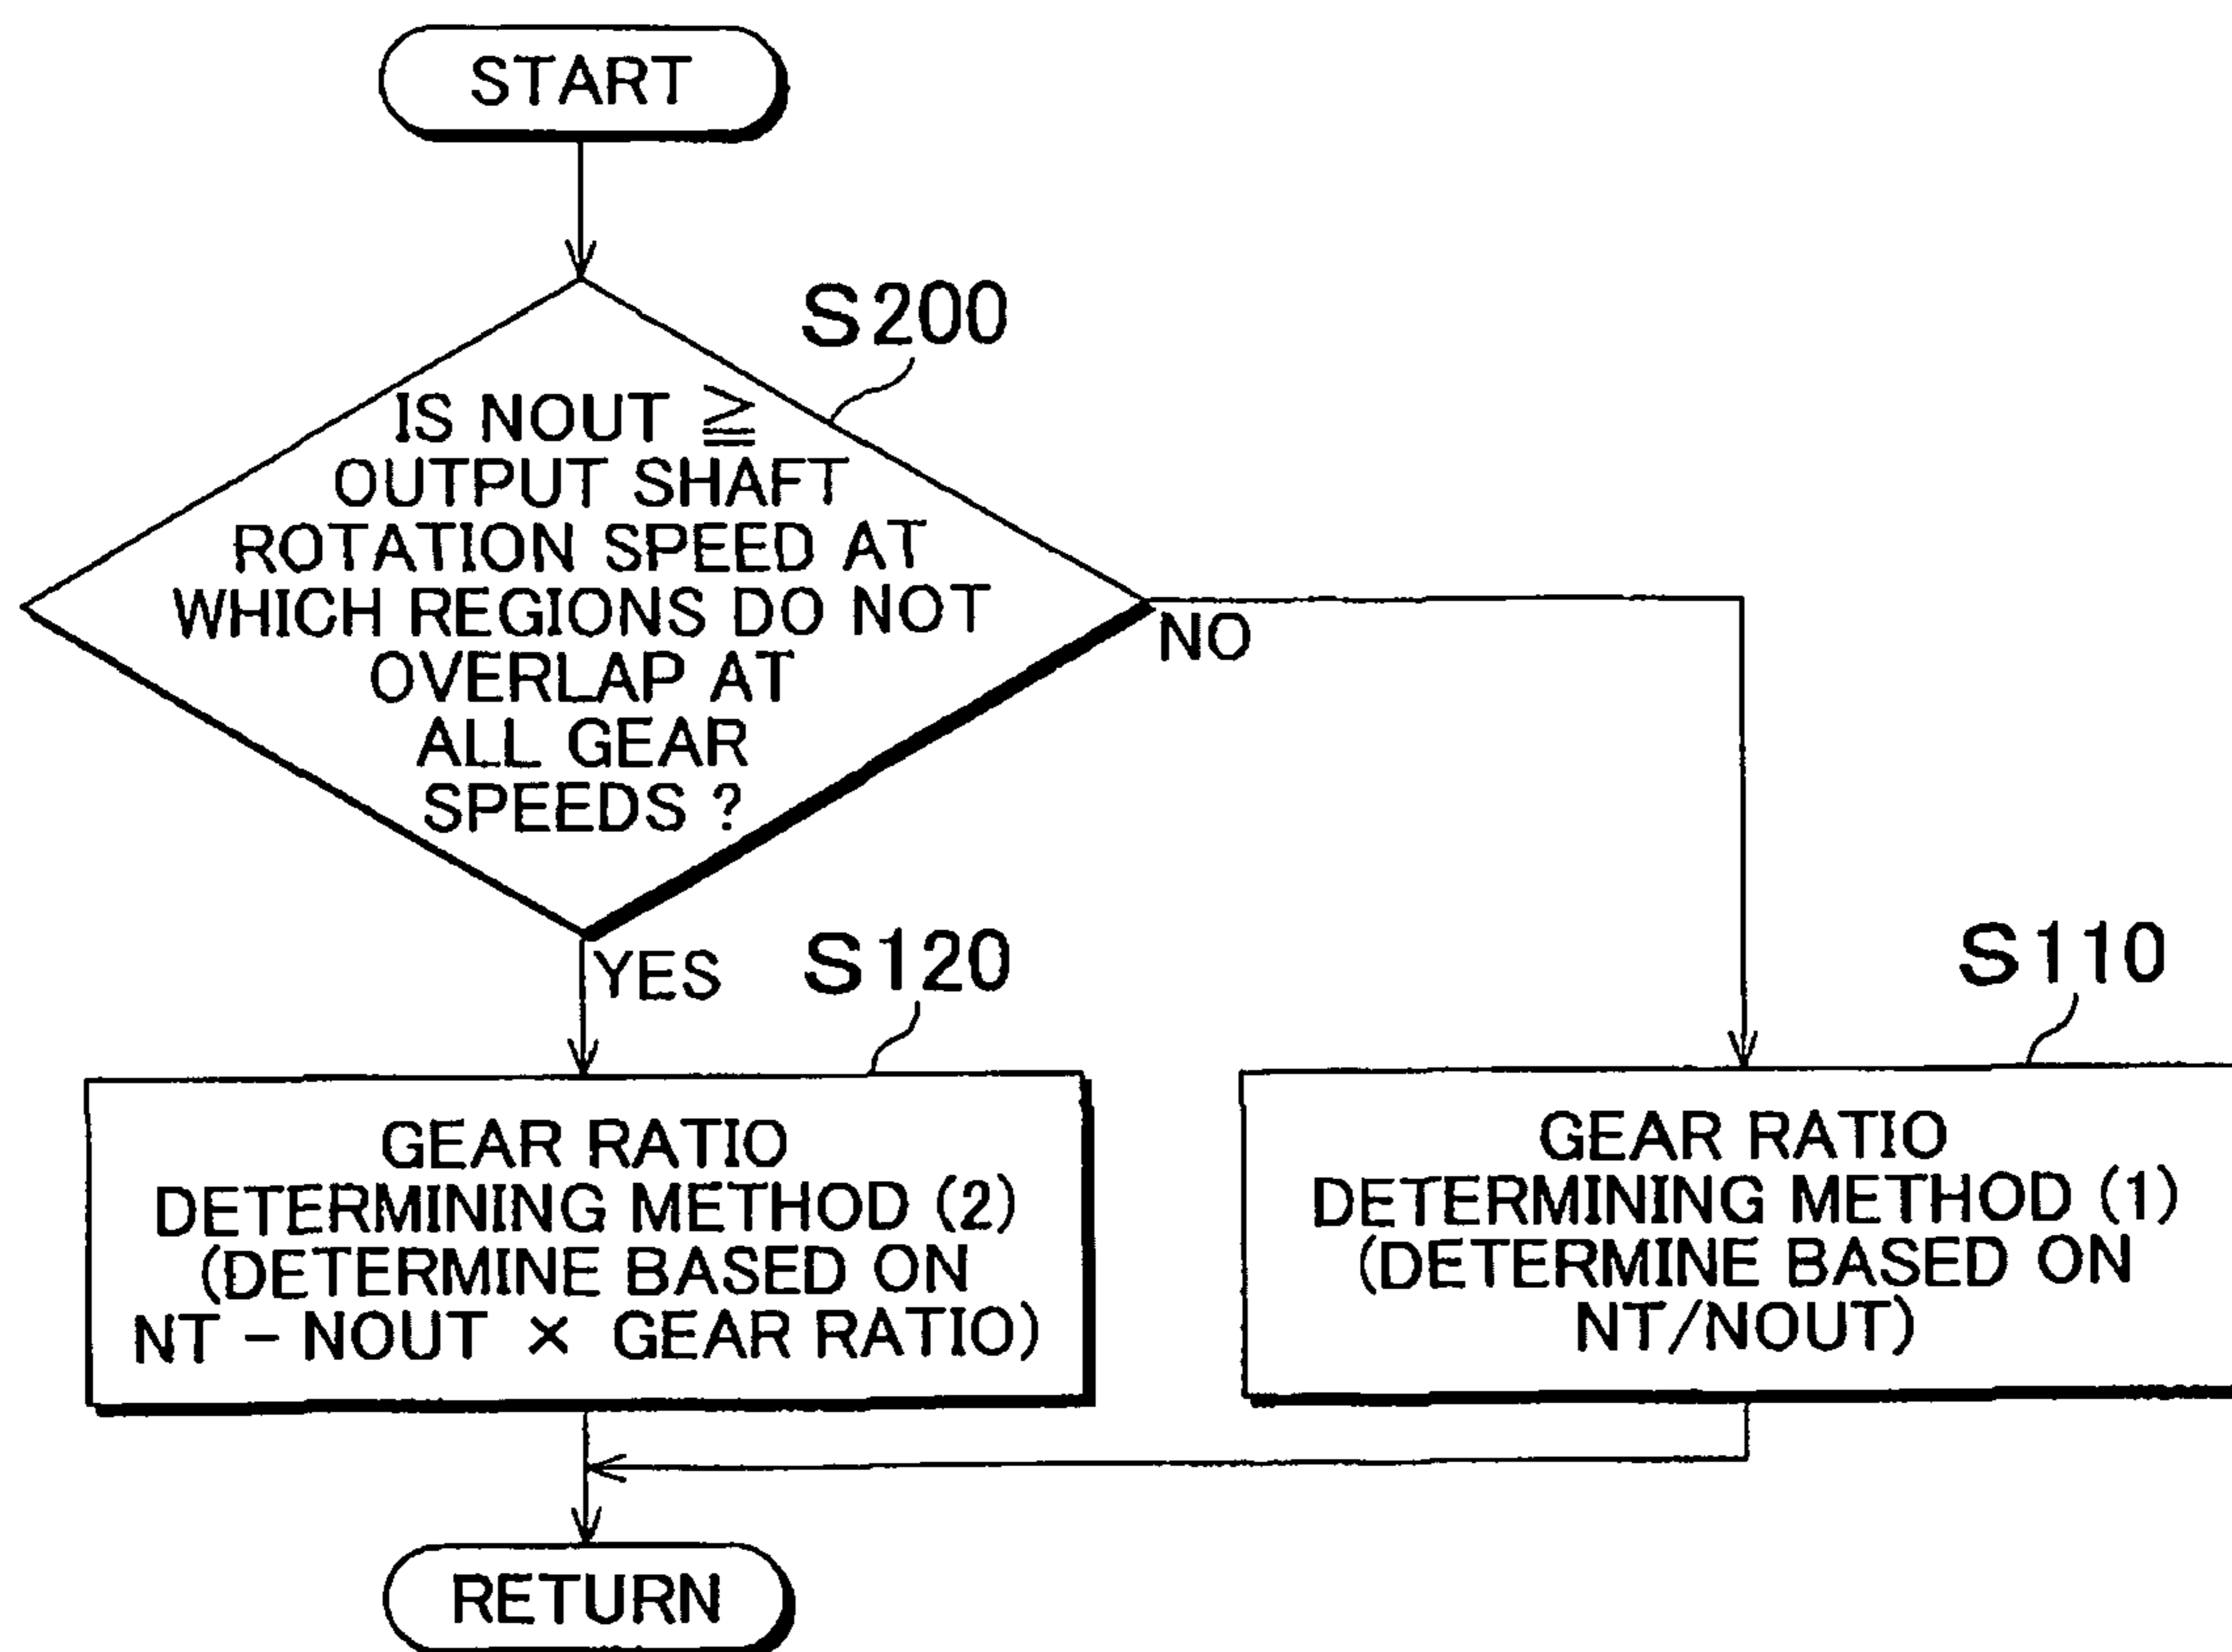 START
S200
IS NOUT ≧
OUTPUT SHAFT
ROTATION SPEED AT
WHICH REGIONS DO NOT
OVERLAP AT
ALL GEAR
SPEEDS ?
NO
YES
S120
GEAR RATIO
DETERMINING METHOD (2)
(DETERMINE BASED ON
NT – NOUT × GEAR RATIO)
S110
GEAR RATIO
DETERMINING METHOD (1)
(DETERMINE BASED ON
NT/NOUT)
RETURN